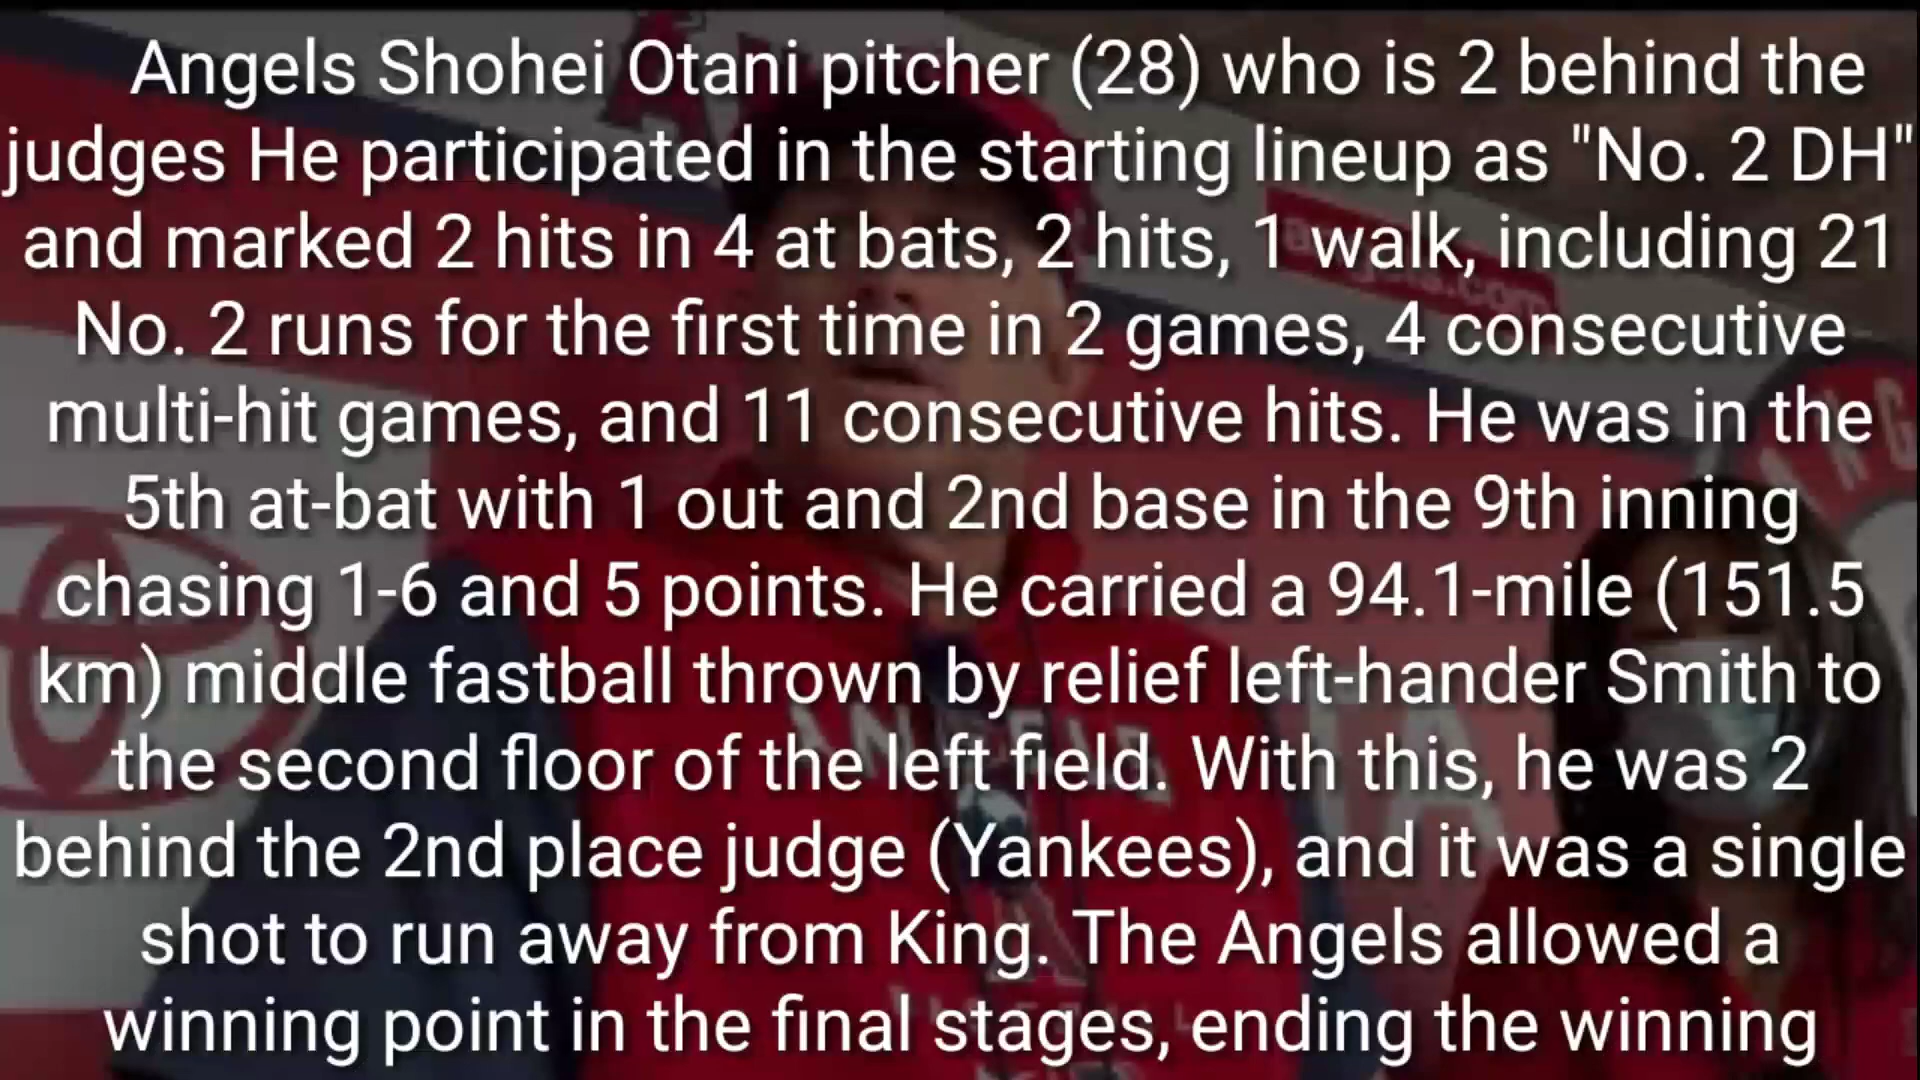 Angels Shohei Otani pitcher (28) who is 2 behind the
judges He participated in the starting lineup as "No. 2 DH"
and marked 2 hits in 4 at bats, 2 hits, 1 walk, including 21
No. 2 runs for the first time in 2 games, 4 consecutive
multi-hit games, and 11 consecutive hits. He was in the
5th at-bat with 1 out and 2nd base in the 9th inning
chasing 1-6 and 5 points. He carried a 94.1-mile (151.5
km) middle fastball thrown by relief left-hander Smith to
the second floor of the left field. With this, he was 2
behind the 2nd place judge (Yankees), and it was a single
shot to run away from King. The Angels allowed a
winning point in the final stages, ending the winning
angels.com